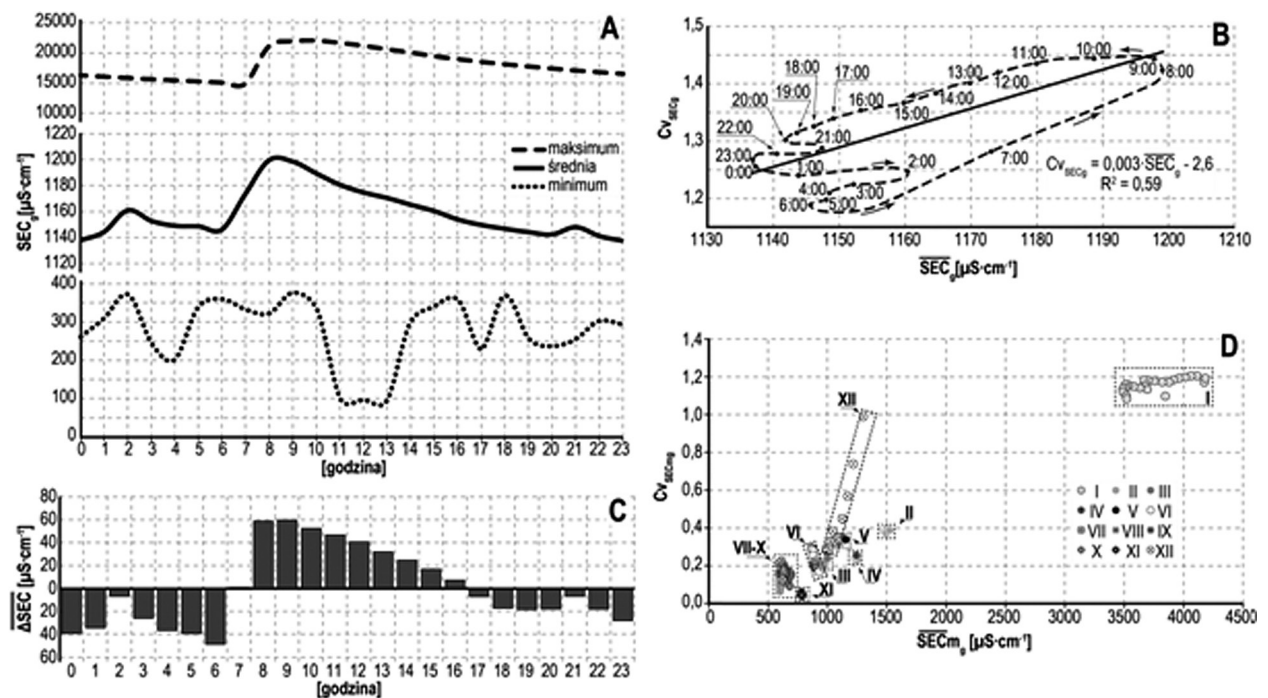 A
25000
20000
15000
10000
1220
1200
1180
1160
1140
1120
400
300
200
100
0
SECg[µS·cm⁻¹]
maksimum
średnia
minimum
0 1 2 3 4 5 6 7 8 9 10 11 12 13 14 15 16 17 18 19 20 21 22 23
[godzina]
B
1,5
1,4
1,3
1,2
CvSECg
11:00
10:00
9:00
8:00
18:00
17:00
13:00
12:00
19:00
16:00
14:00
20:00
15:00
22:00
21:00
23:00
0:00
1:00
2:00
7:00
4:00
3:00
6:00
5:00
CvSECg = 0,003·SECg - 2,6
R² = 0,59
1130 1140 1150 1160 1170 1180 1190 1200 1210
SECg[µS·cm⁻¹]
C
80
60
40
20
0
20
40
60
ΔSEC [µS·cm⁻¹]
0 1 2 3 4 5 6 7 8 9 10 11 12 13 14 15 16 17 18 19 20 21 22 23
[godzina]
D
1,4
1,2
1,0
0,8
0,6
0,4
0,2
0,0
CvSECmg
I
XII
II
VI
V
VII-X
III
IV
XI
I II III
IV V VI
VII VIII IX
X XI XII
0 500 1000 1500 2000 2500 3000 3500 4000 4500
SECmg [µS·cm⁻¹]